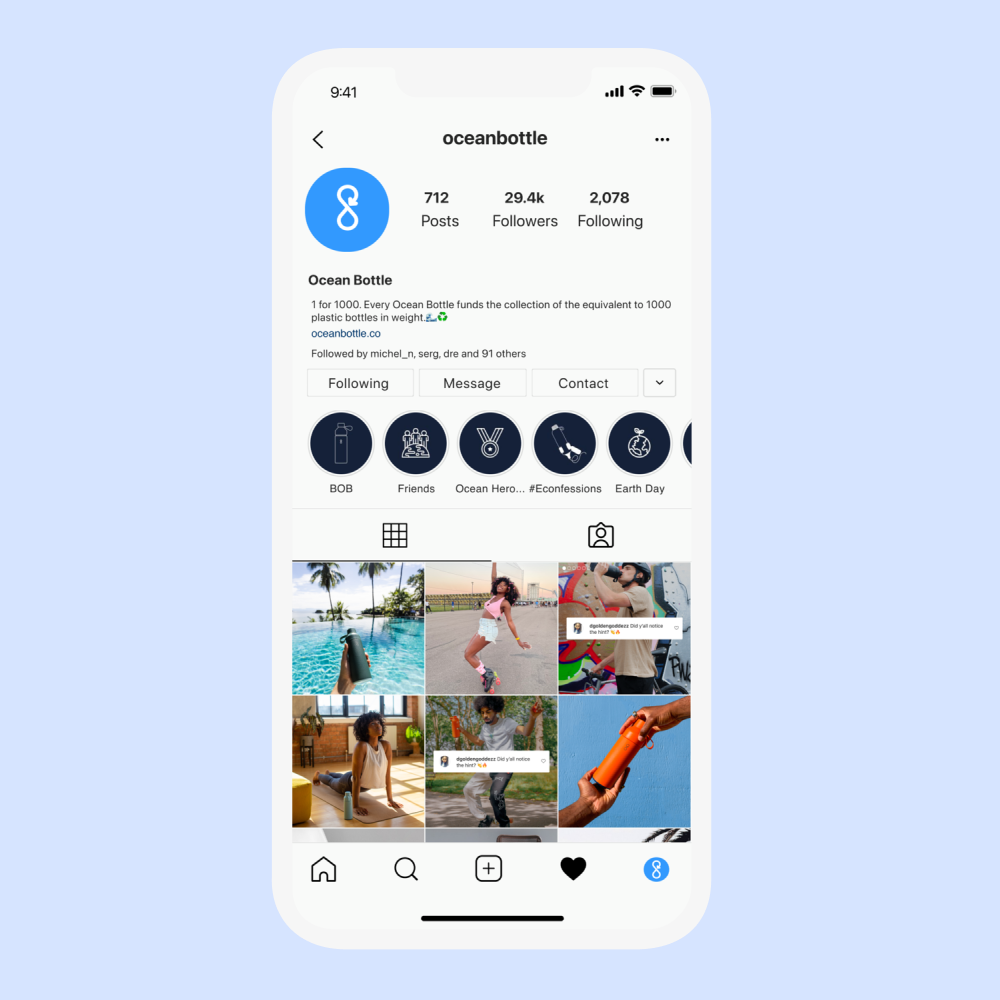 9:41
oceanbottle
712 29.4k 2,078
Posts Followers Following
Ocean Bottle
1 for 1000. Every Ocean Bottle funds the collection of the equivalent to 1000
plastic bottles in weight.🌊♻️
oceanbottle.co
Followed by michel_n, serg, dre and 91 others
Following Message Contact
BOB Friends Ocean Hero... #Econfessions Earth Day
dgoldengoddezz Did y'all notice
the hint? 👏🔥
dgoldengoddezz Did y'all notice
the hint? 👏🔥